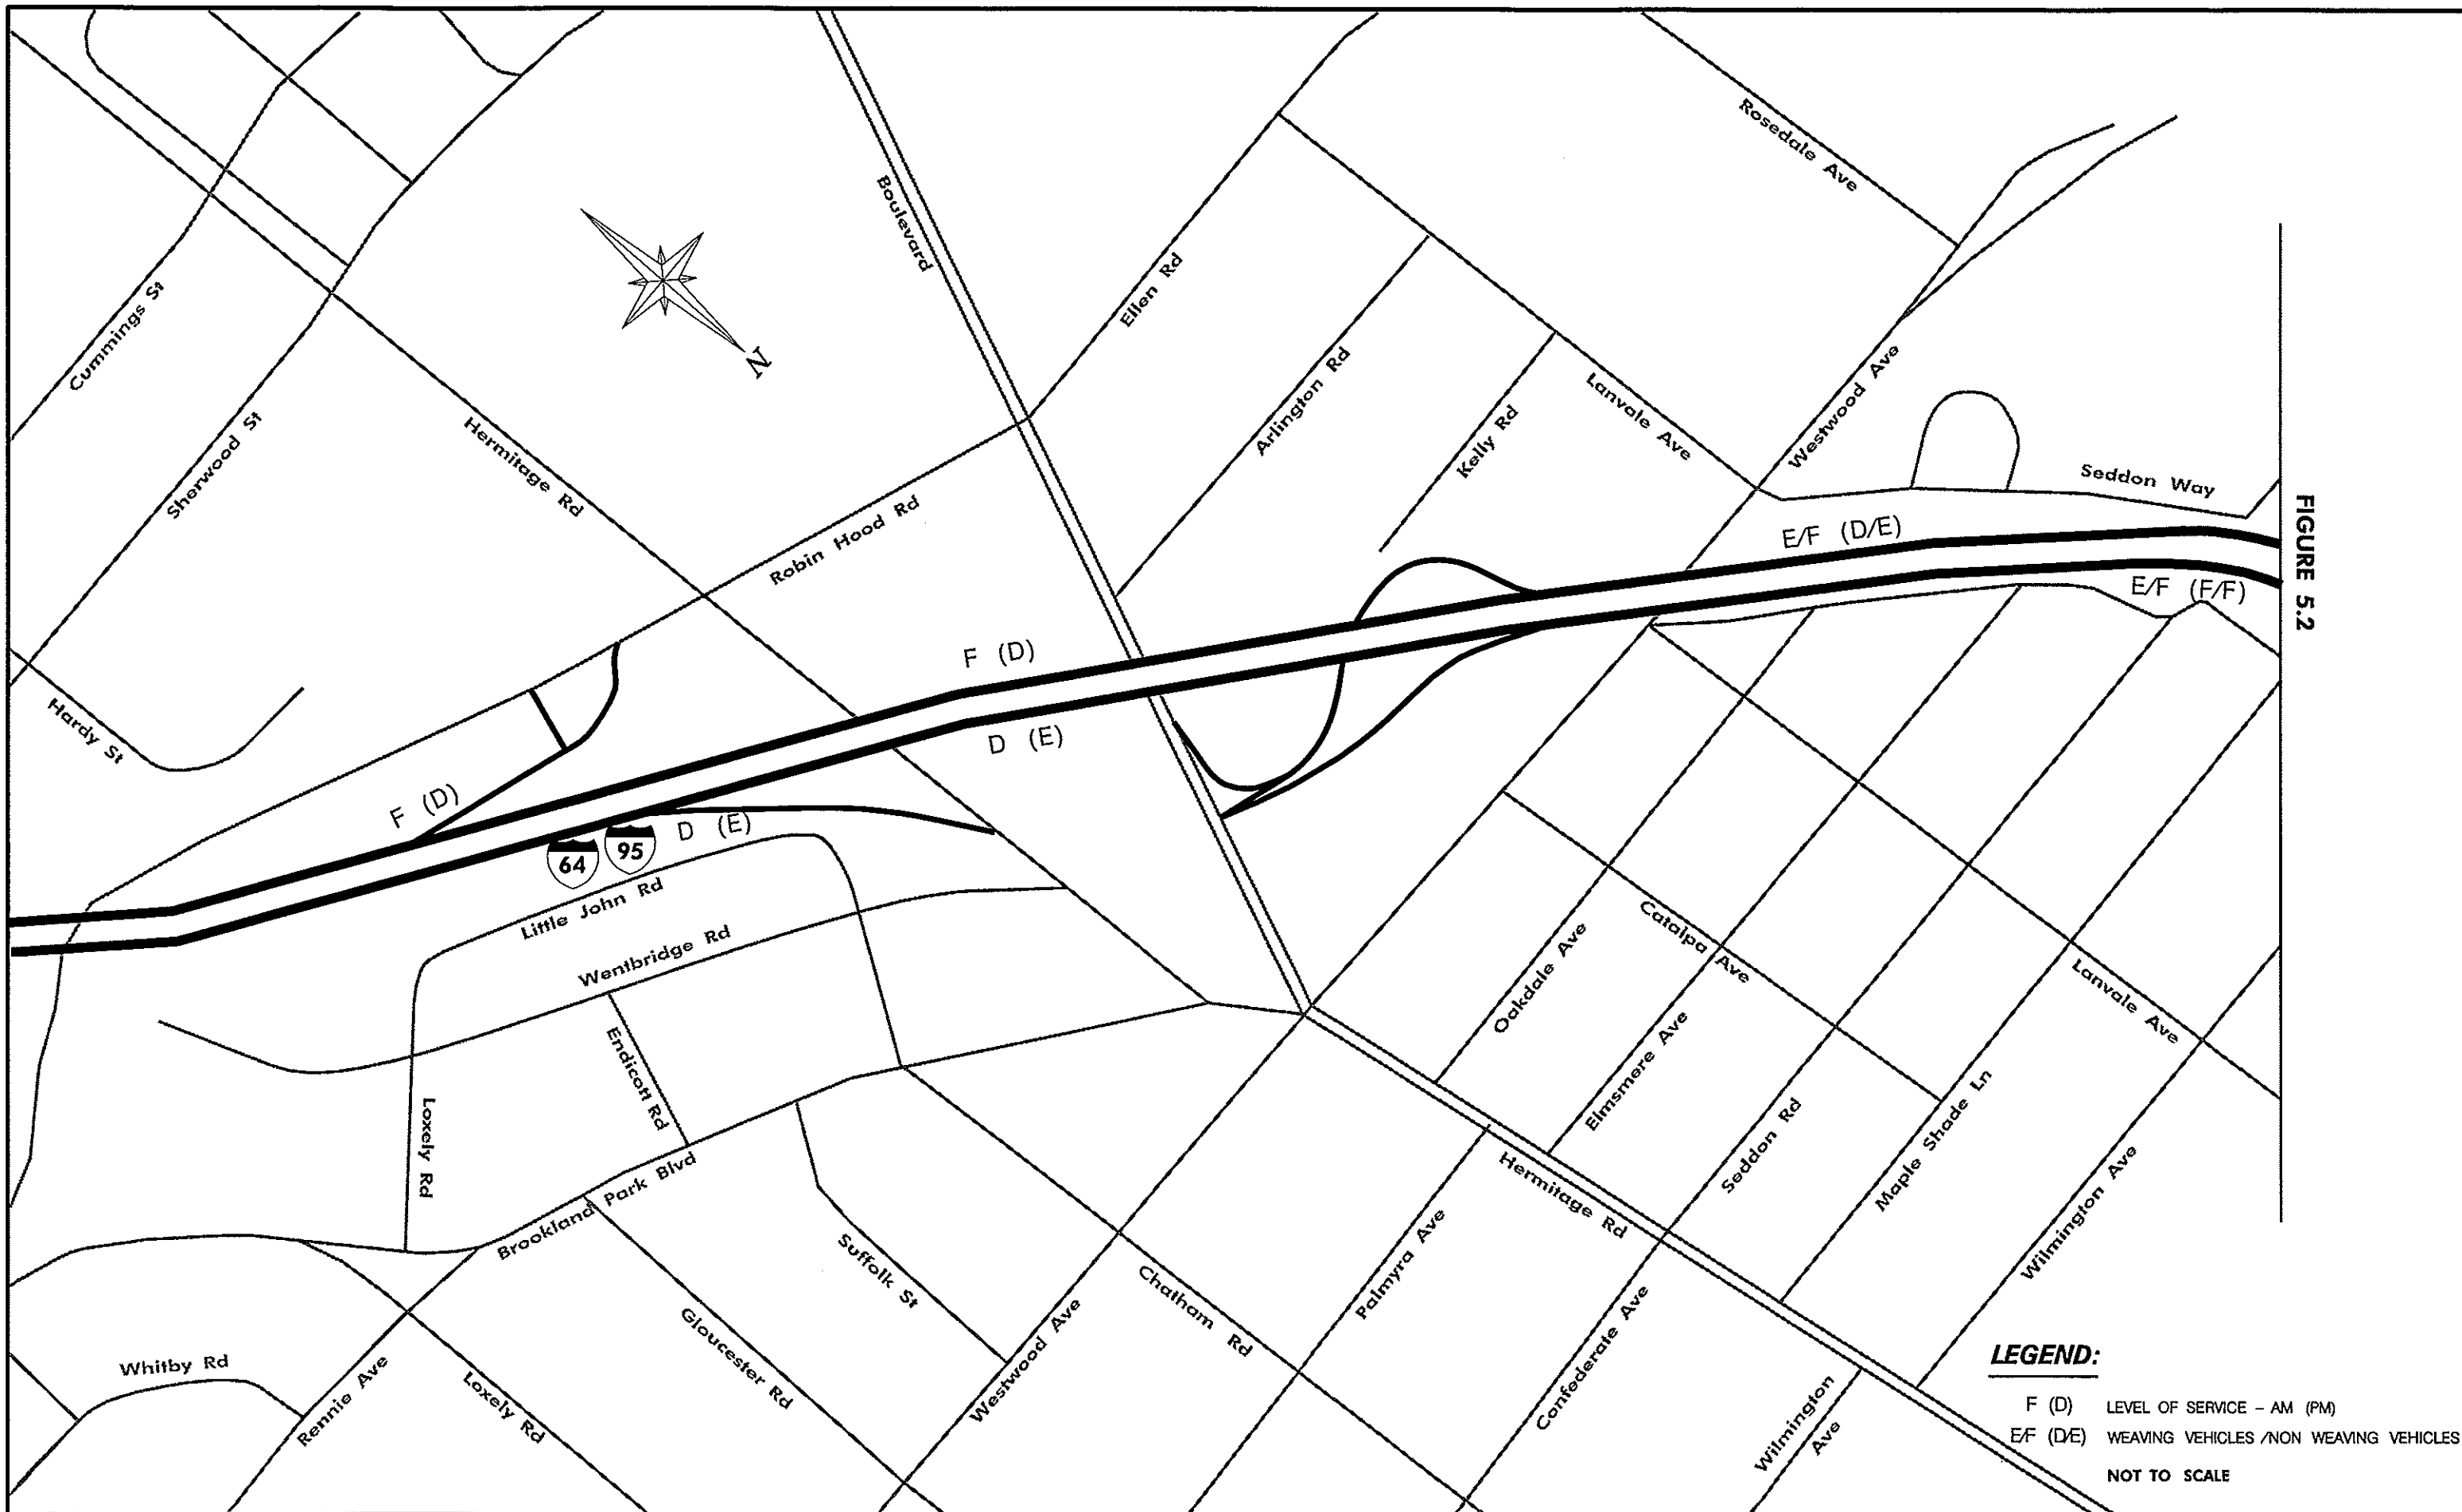 Rosedale Ave
Boulevard
Ellen Rd
Cummings St
N
Arlington Rd
Lanvale Ave
Westwood Ave
Kelly Rd
Sherwood St
Hermitage Rd
Seddon Way
Robin Hood Rd
E/F (D/E)
FIGURE 5.2
E/F (F/F)
F (D)
Hardy St
D (E)
F (D)
D (E)
64
95
Little John Rd
Wentbridge Rd
Catalpa Ave
Oakdale Ave
Lanvale Ave
Endicott Rd
Elmsmere Ave
Loxely Rd
Seddon Rd
Maple Shade Ln
Brookland Park Blvd
Hermitage Rd
Wilmington Ave
Suffolk St
Palmyra Ave
Chatham Rd
Gloucester Rd
Westwood Ave
Confederate Ave
Whitby Rd
Rennie Ave
Loxely Rd
Wilmington
Ave
LEGEND:
F (D) LEVEL OF SERVICE - AM (PM)
E/F (D/E) WEAVING VEHICLES /NON WEAVING VEHICLES
NOT TO SCALE